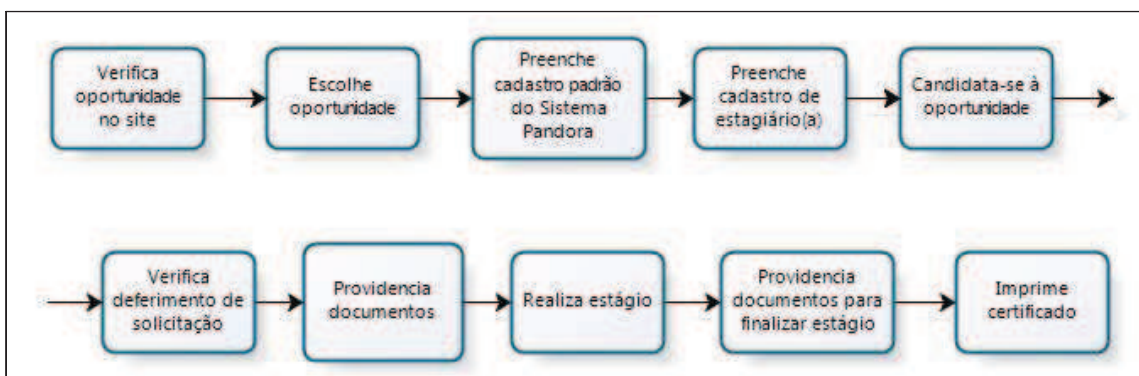 Verifica
oportunidade
no site
Escolhe
oportunidade
Preenche
cadastro padrão
do Sistema
Pandora
Preenche
cadastro de
estagiário(a)
Candidata-se à
oportunidade
Verifica
deferimento de
solicitação
Providencia
documentos
Realiza estágio
Providencia
documentos para
finalizar estágio
Imprime
certificado